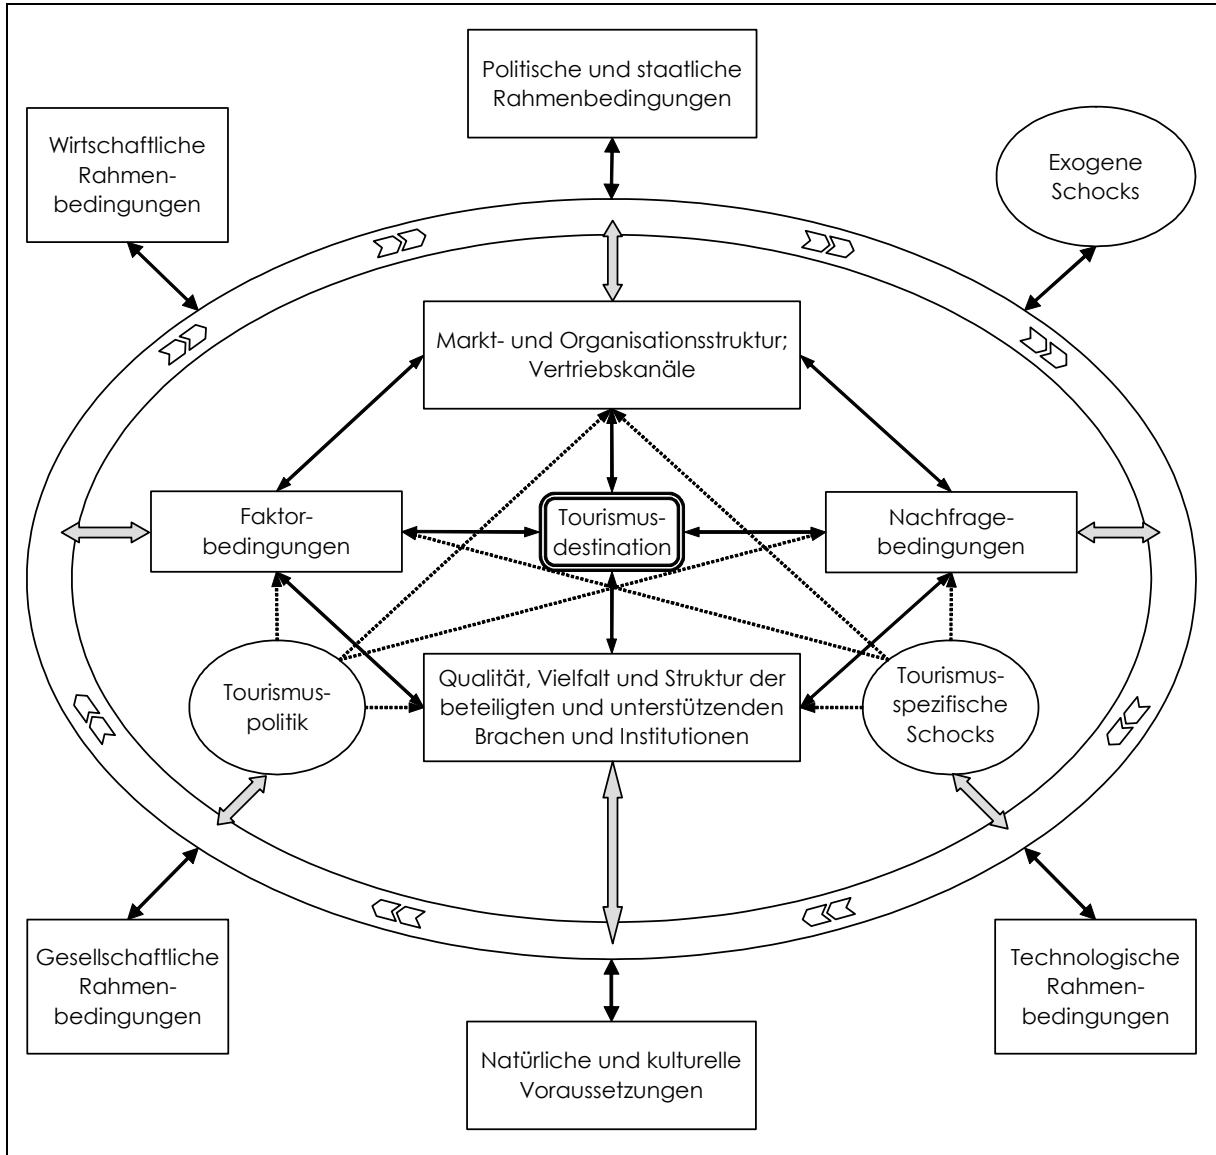 Politische und staatliche
Rahmenbedingungen
Wirtschaftliche
Rahmen-
bedingungen
Exogene
Schocks
Markt- und Organisationsstruktur;
Vertriebskanäle
Faktor-
bedingungen
Tourismus-
destination
Nachfrage-
bedingungen
Tourismus-
politik
Qualität, Vielfalt und Struktur der
beteiligten und unterstützenden
Brachen und Institutionen
Tourismus-
spezifische
Schocks
Gesellschaftliche
Rahmen-
bedingungen
Natürliche und kulturelle
Voraussetzungen
Technologische
Rahmen-
bedingungen